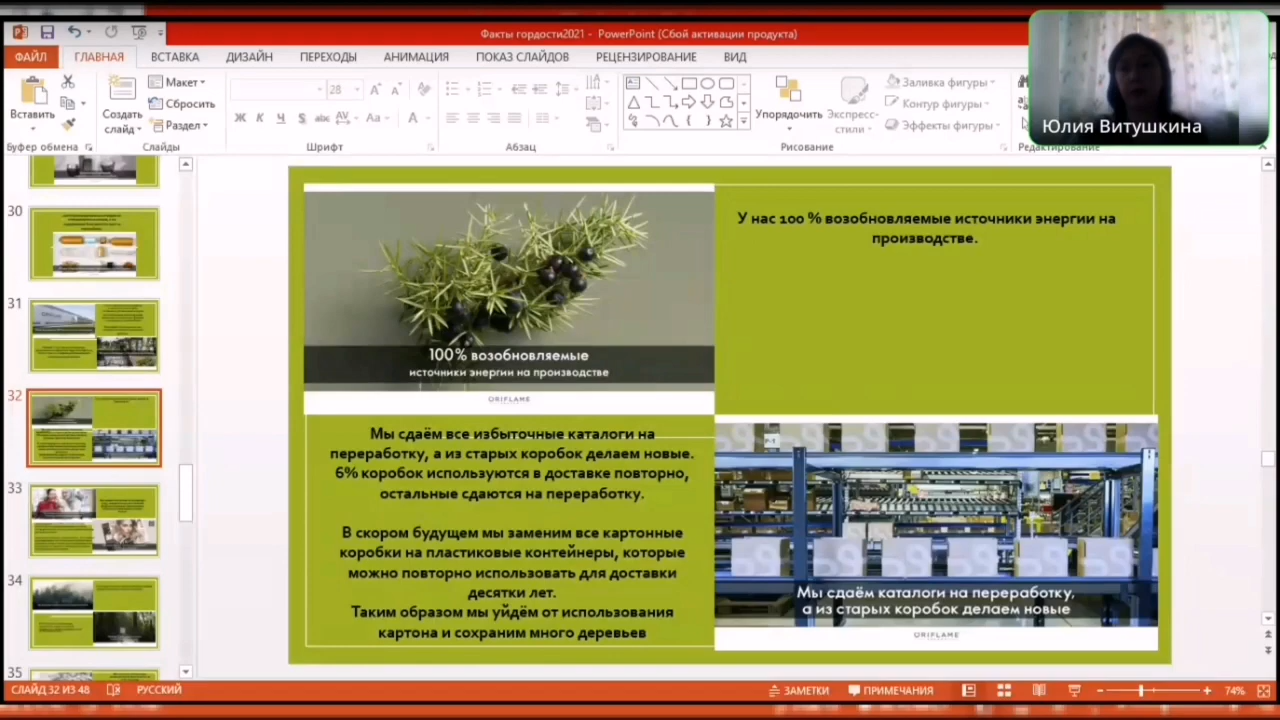 Факты гордости2021 - PowerPoint (Сбой активации продукта)
ФАЙЛ ГЛАВНАЯ ВСТАВКА ДИЗАЙН ПЕРЕХОДЫ АНИМАЦИЯ ПОКАЗ СЛАЙДОВ РЕЦЕНЗИРОВАНИЕ ВИД
Юлия Витушкина
Вставить
Создать слайд
Макет
Сбросить
Раздел
28
Ж К Ч S abc AV Aa A
Упорядочить
Экспресс-стили
Заливка фигуры
Контур фигуры
Эффекты фигуры
Буфер обмена Слайды Шрифт Абзац Рисование Редактирование
30
31
32
33
34
35
100% возобновляемые
источники энергии на производстве
ORIFLAME
У нас 100 % возобновляемые источники энергии на
производстве.
Мы сдаём все избыточные каталоги на
переработку, а из старых коробок делаем новые.
6% коробок используются в доставке повторно,
остальные сдаются на переработку.
В скором будущем мы заменим все картонные
коробки на пластиковые контейнеры, которые
можно повторно использовать для доставки
десятки лет.
Таким образом мы уйдём от использования
картона и сохраним много деревьев
P-1
Мы сдаём каталоги на переработку,
а из старых коробок делаем новые
ORIFLAME
СЛАЙД 32 ИЗ 48 РУССКИЙ ЗАМЕТКИ ПРИМЕЧАНИЯ 74%